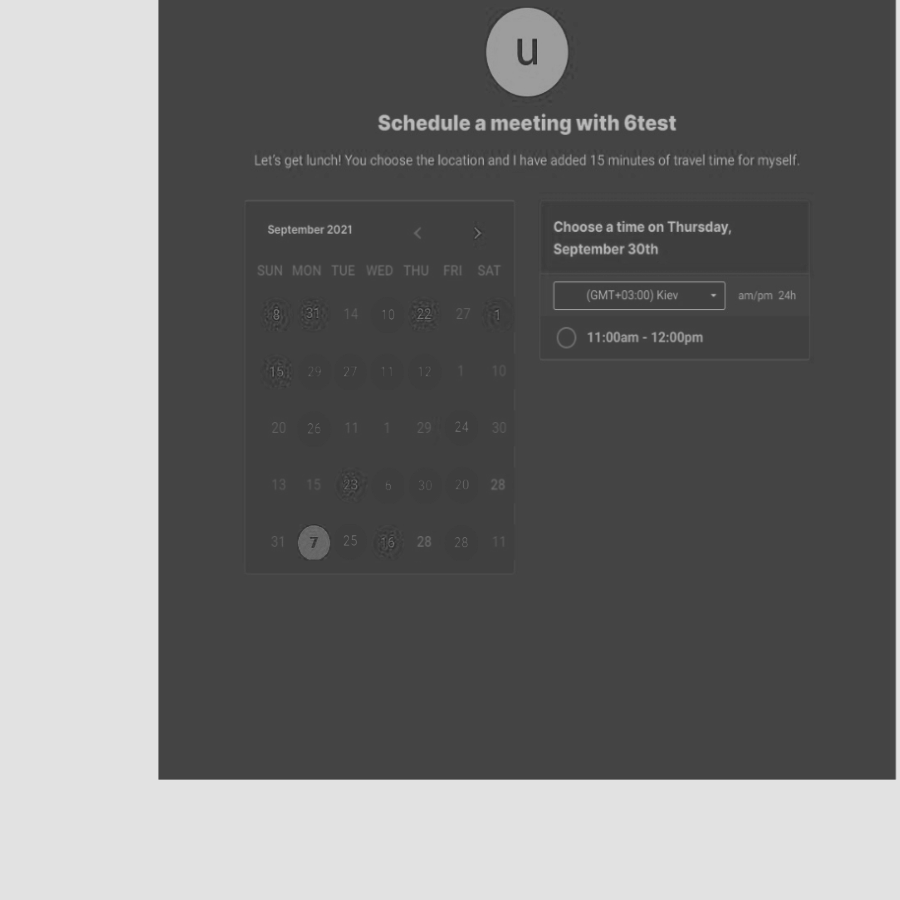 u
Schedule a meeting with 6test
Let's get lunch! You choose the location and I have added 15 minutes of travel time for myself.
September 2021
SUN MON TUE WED THU FRI SAT
8 31 14 10 22 27 1
15 29 27 11 12 1 10
20 26 11 1 29 24 30
13 15 23 6 30 20 28
31 7 25 16 28 28 11
Choose a time on Thursday,
September 30th
(GMT+03:00) Kiev am/pm 24h
11:00am - 12:00pm